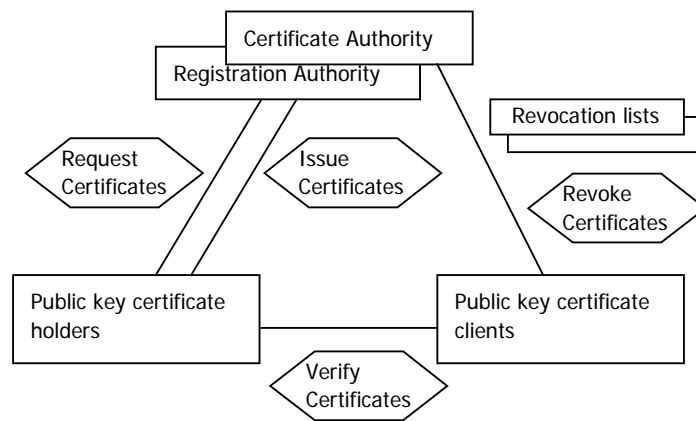 Certificate Authority
Registration Authority
Revocation lists
Request
Certificates
Issue
Certificates
Revoke
Certificates
Public key certificate
holders
Public key certificate
clients
Verify
Certificates